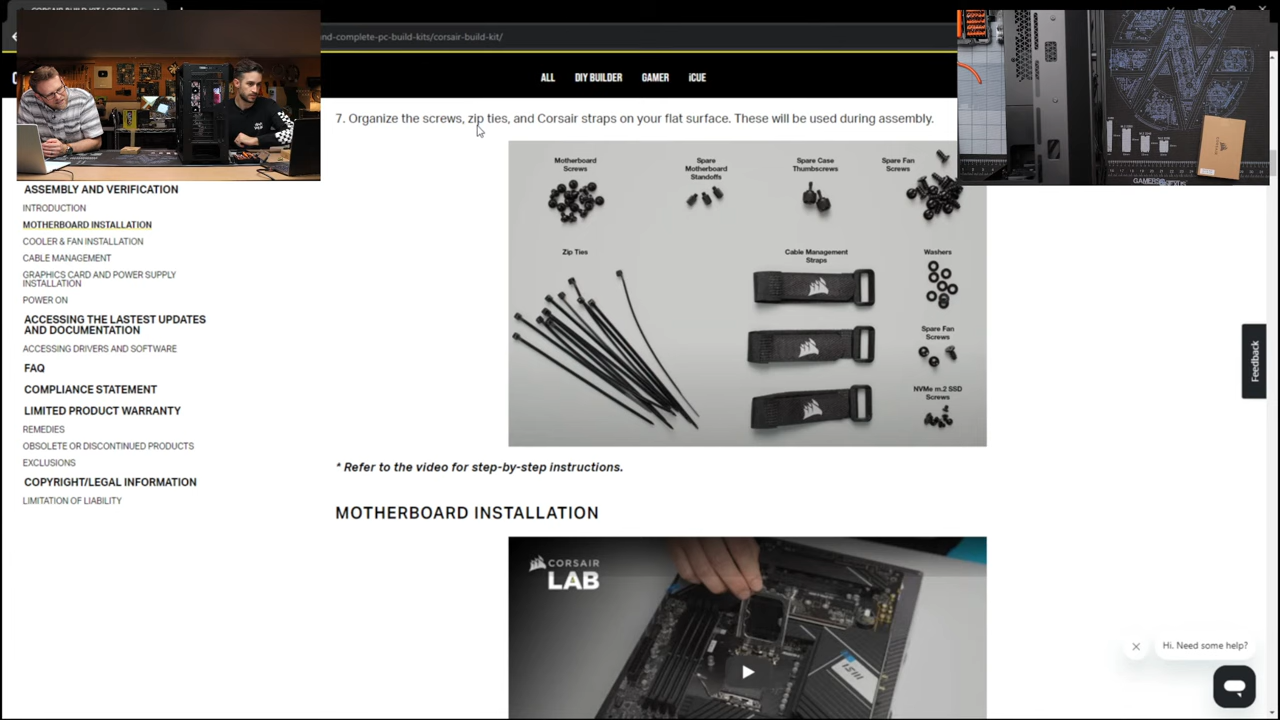 nd-complete-pc-build-kits/corsair-build-kit/
ALL
DIY BUILDER
GAMER
iCUE
7. Organize the screws, zip ties, and Corsair straps on your flat surface. These will be used during assembly.
ASSEMBLY AND VERIFICATION
INTRODUCTION
MOTHERBOARD INSTALLATION
COOLER & FAN INSTALLATION
CABLE MANAGEMENT
GRAPHICS CARD AND POWER SUPPLY
INSTALLATION
POWER ON
ACCESSING THE LASTEST UPDATES
AND DOCUMENTATION
ACCESSING DRIVERS AND SOFTWARE
FAQ
COMPLIANCE STATEMENT
LIMITED PRODUCT WARRANTY
REMEDIES
OBSOLETE OR DISCONTINUED PRODUCTS
EXCLUSIONS
COPYRIGHT/LEGAL INFORMATION
LIMITATION OF LIABILITY
Motherboard
Screws
Spare
Motherboard
Standoffs
Spare Case
Thumbscrews
Spare Fan
Screws
Zip Ties
Cable Management
Straps
Washers
Spare Fan
Screws
NVMe m.2 SSD
Screws
* Refer to the video for step-by-step instructions.
MOTHERBOARD INSTALLATION
CORSAIR
LAB
msi
Feedback
Hi. Need some help?